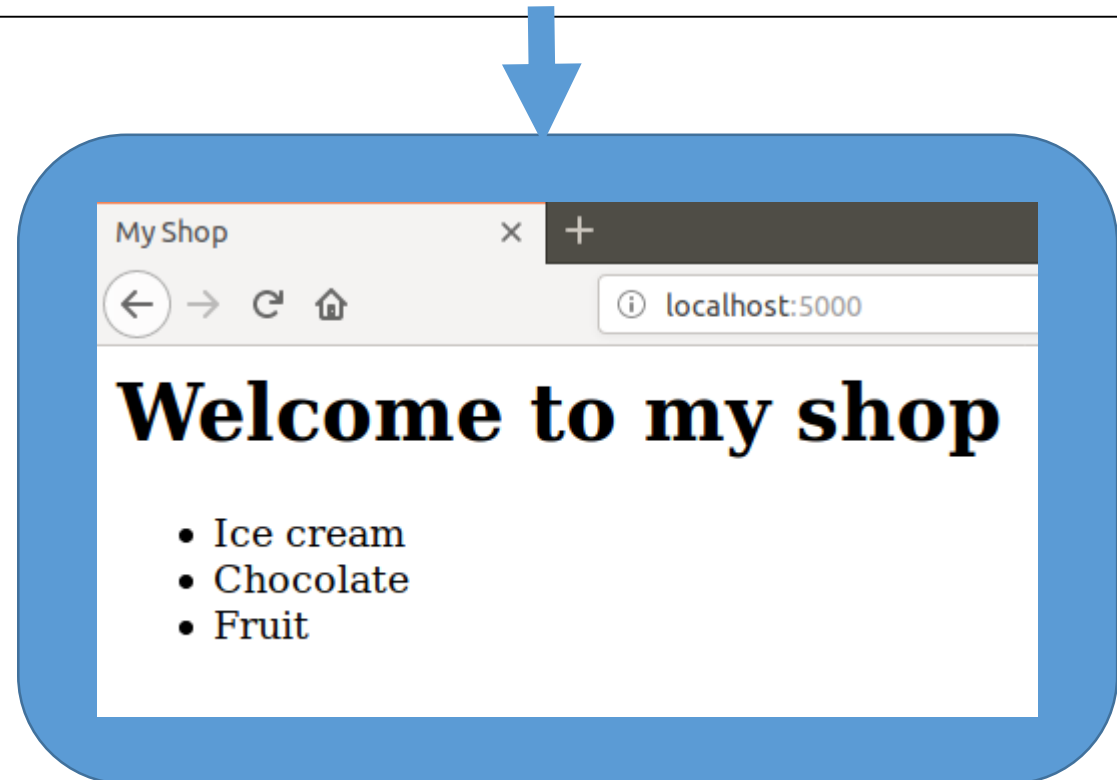 My Shop
localhost:5000
Welcome to my shop
Ice cream
Chocolate
Fruit